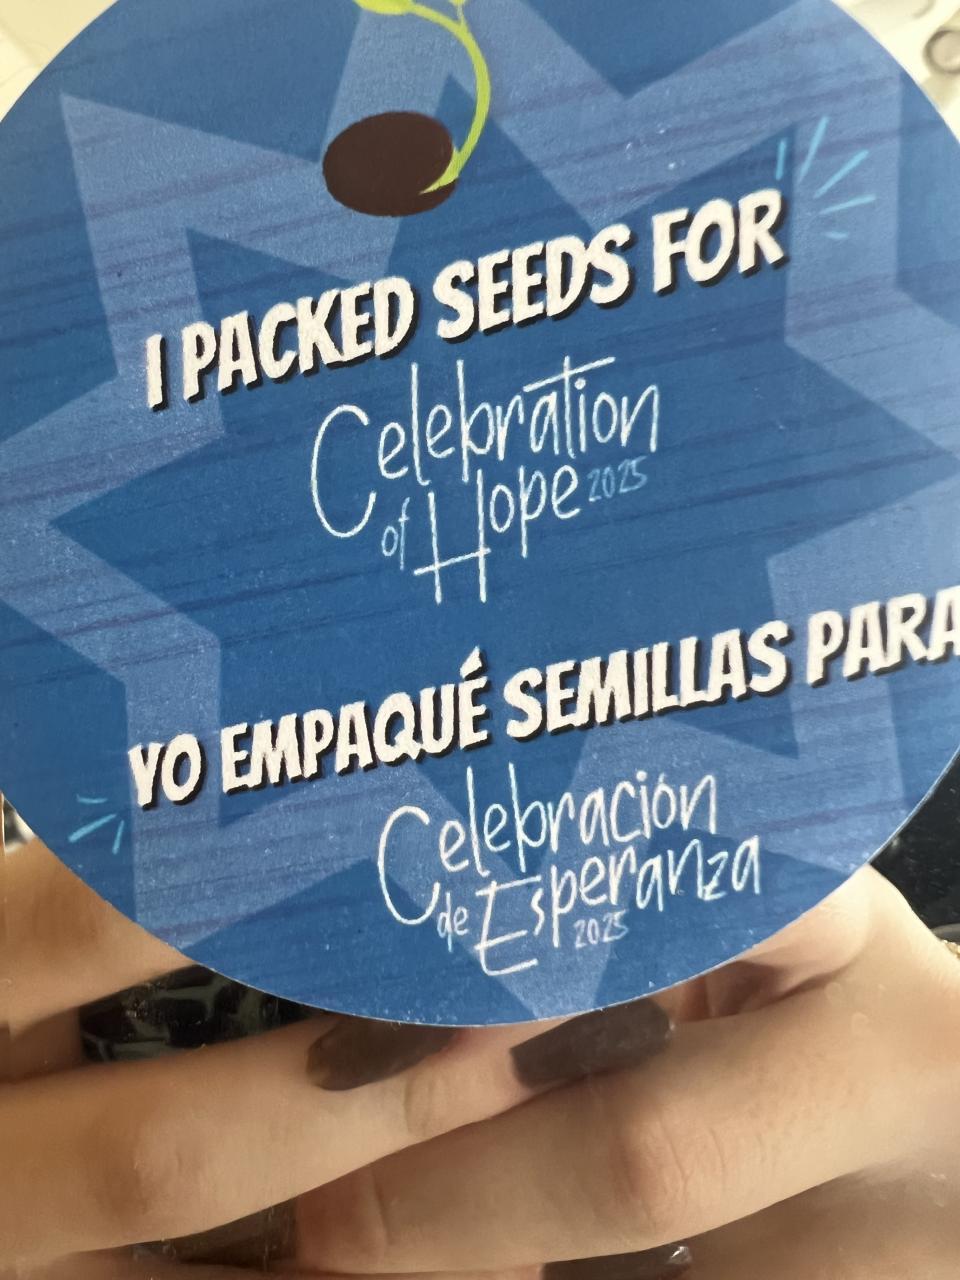 I PACKED SEEDS FOR
Celebration
of Hope 2025
YO EMPAQUÉ SEMILLAS PARA
Celebración
de Esperanza
2025